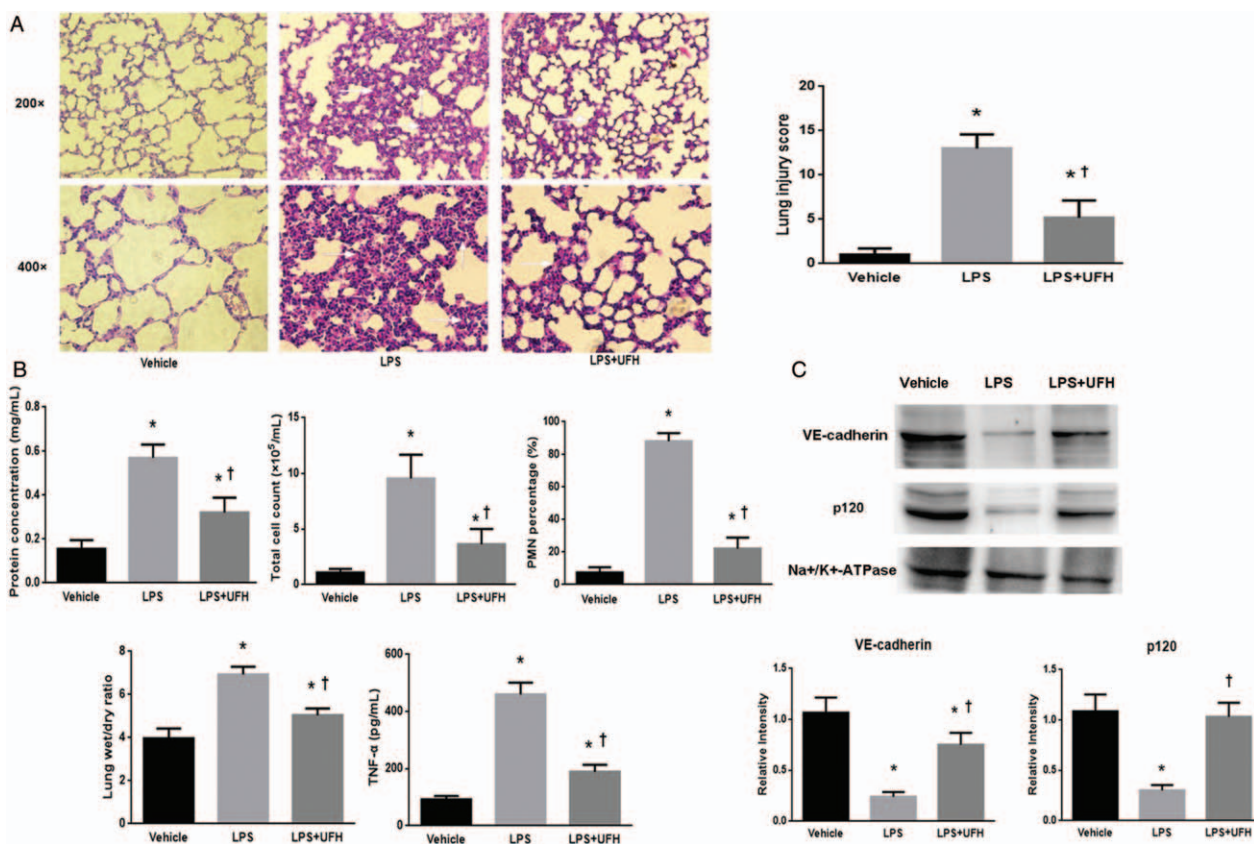 A
200×
400×
Vehicle
LPS
LPS+UFH
Lung injury score
20
15
10
5
0
*
* †
Vehicle
LPS
LPS+UFH
B
Protein concentration (mg/mL)
0.8
0.6
0.4
0.2
0.0
*
* †
Vehicle
LPS
LPS+UFH
Total cell count (×10⁵/mL)
15
10
5
0
*
* †
Vehicle
LPS
LPS+UFH
PMN percentage (%)
100
80
60
40
20
0
*
* †
Vehicle
LPS
LPS+UFH
Lung wet/dry ratio
8
6
4
2
0
*
* †
Vehicle
LPS
LPS+UFH
TNF-α (pg/mL)
600
400
200
0
*
* †
Vehicle
LPS
LPS+UFH
C
Vehicle LPS LPS+UFH
VE-cadherin
p120
Na+/K+-ATPase
VE-cadherin
Relative Intensity
1.5
1.0
0.5
0.0
*
* †
Vehicle
LPS
LPS+UFH
p120
Relative Intensity
1.5
1.0
0.5
0.0
*
†
Vehicle
LPS
LPS+UFH